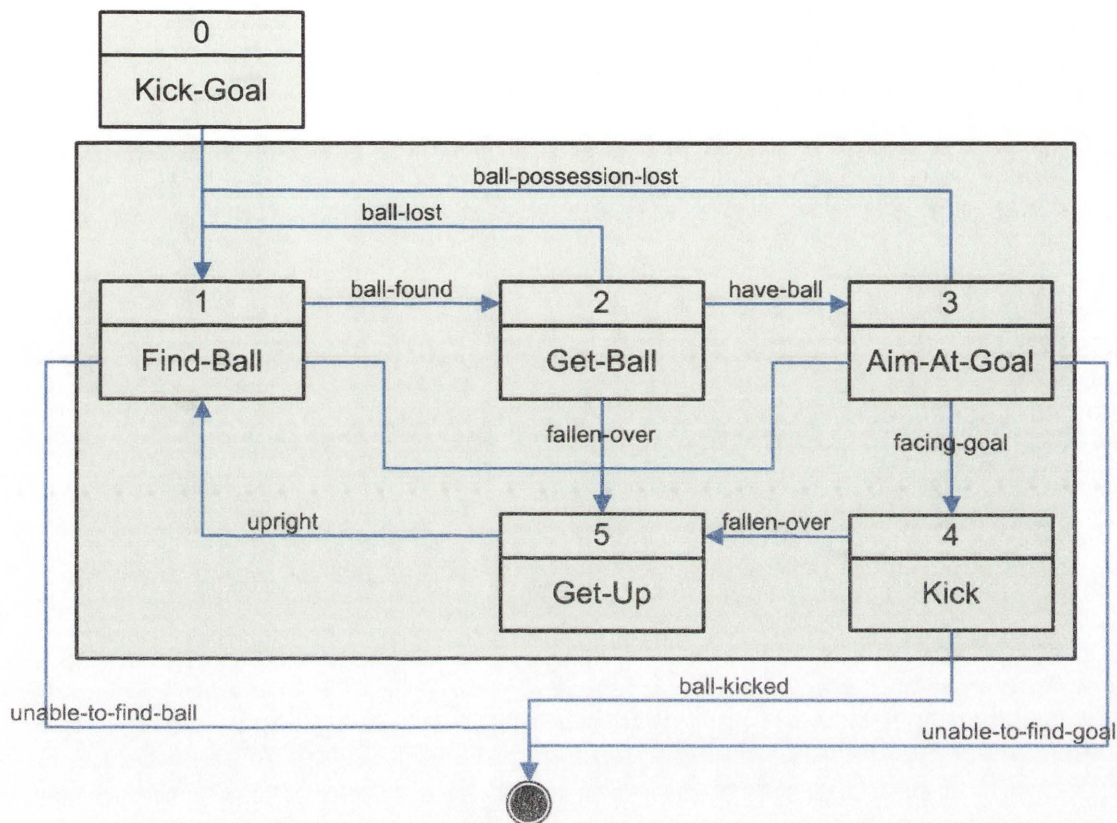 0
Kick-Goal
ball-possession-lost
ball-lost
1
ball-found
2
have-ball
3
Find-Ball
Get-Ball
Aim-At-Goal
fallen-over
facing-goal
upright
5
fallen-over
4
Get-Up
Kick
ball-kicked
unable-to-find-ball
unable-to-find-goal